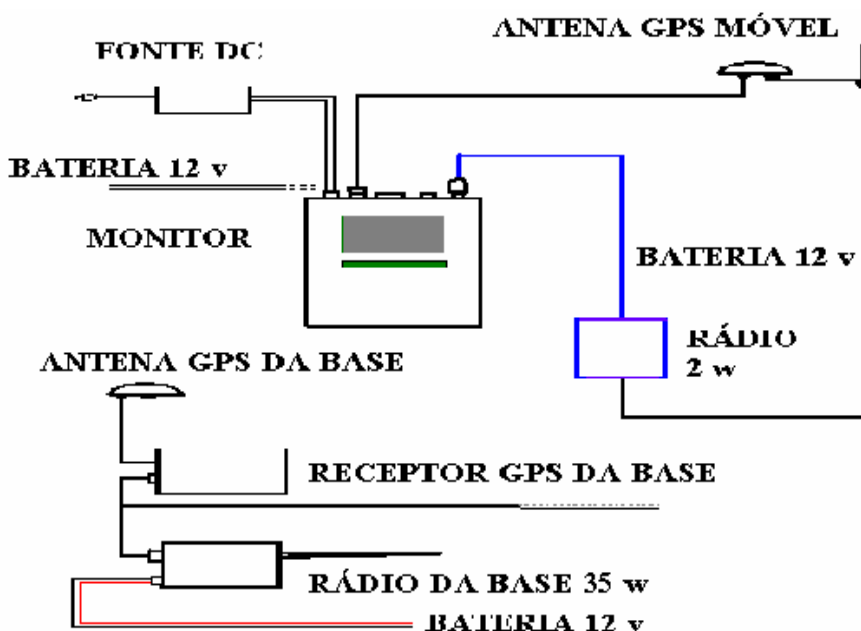 ANTENA GPS MÓVEL
FONTE DC
BATERIA 12 v
MONITOR
BATERIA 12 v
RÁDIO
2 w
ANTENA GPS DA BASE
RECEPTOR GPS DA BASE
RÁDIO DA BASE 35 w
BATERIA 12 v